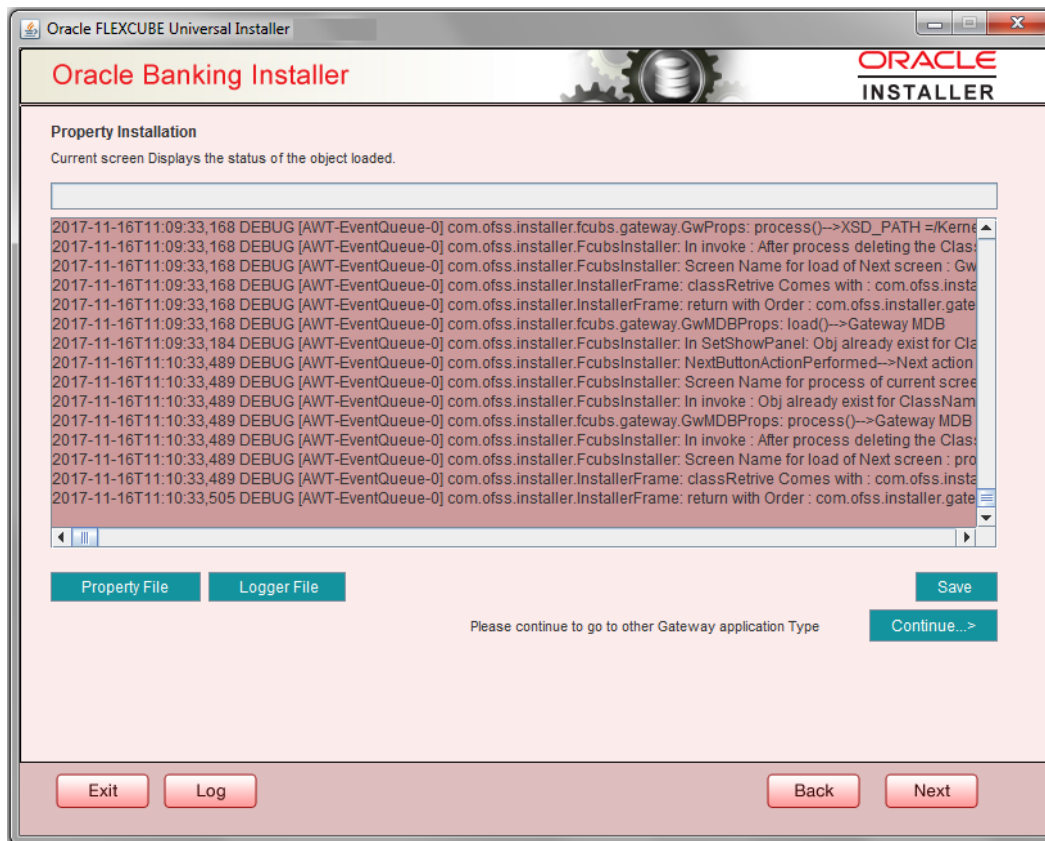 Oracle FLEXCUBE Universal Installer
Oracle Banking Installer
ORACLE
INSTALLER
Property Installation
Current screen Displays the status of the object loaded.
2017-11-16T11:09:33,168 DEBUG [AWT-EventQueue-0] com.ofss.installer.fcubs.gateway.GwProps: process()-->XSD_PATH =/Kerne
2017-11-16T11:09:33,168 DEBUG [AWT-EventQueue-0] com.ofss.installer.FcubsInstaller: In invoke : After process deleting the Clas
2017-11-16T11:09:33,168 DEBUG [AWT-EventQueue-0] com.ofss.installer.FcubsInstaller: Screen Name for load of Next screen : Gw
2017-11-16T11:09:33,168 DEBUG [AWT-EventQueue-0] com.ofss.installer.InstallerFrame: classRetrive Comes with : com.ofss.insta
2017-11-16T11:09:33,168 DEBUG [AWT-EventQueue-0] com.ofss.installer.InstallerFrame: return with Order : com.ofss.installer.gate
2017-11-16T11:09:33,168 DEBUG [AWT-EventQueue-0] com.ofss.installer.fcubs.gateway.GwMDBProps: load()-->Gateway MDB
2017-11-16T11:09:33,184 DEBUG [AWT-EventQueue-0] com.ofss.installer.FcubsInstaller: In SetShowPanel: Obj already exist for Cla
2017-11-16T11:10:33,489 DEBUG [AWT-EventQueue-0] com.ofss.installer.FcubsInstaller: NextButtonActionPerformed-->Next action
2017-11-16T11:10:33,489 DEBUG [AWT-EventQueue-0] com.ofss.installer.FcubsInstaller: Screen Name for process of current scree
2017-11-16T11:10:33,489 DEBUG [AWT-EventQueue-0] com.ofss.installer.FcubsInstaller: In invoke : Obj already exist for ClassNam
2017-11-16T11:10:33,489 DEBUG [AWT-EventQueue-0] com.ofss.installer.fcubs.gateway.GwMDBProps: process()-->Gateway MDB
2017-11-16T11:10:33,489 DEBUG [AWT-EventQueue-0] com.ofss.installer.FcubsInstaller: In invoke : After process deleting the Clas
2017-11-16T11:10:33,489 DEBUG [AWT-EventQueue-0] com.ofss.installer.FcubsInstaller: Screen Name for load of Next screen : pro
2017-11-16T11:10:33,489 DEBUG [AWT-EventQueue-0] com.ofss.installer.InstallerFrame: classRetrive Comes with : com.ofss.insta
2017-11-16T11:10:33,505 DEBUG [AWT-EventQueue-0] com.ofss.installer.InstallerFrame: return with Order : com.ofss.installer.gate
Property File Logger File Save
Please continue to go to other Gateway application Type Continue...>
Exit Log Back Next